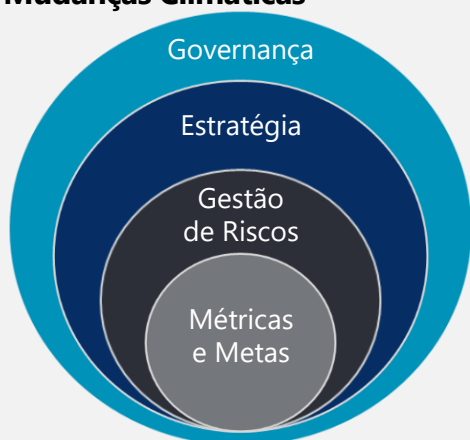 Mudanças Climáticas
Governança
Estratégia
Gestão
de Riscos
Métricas
e Metas